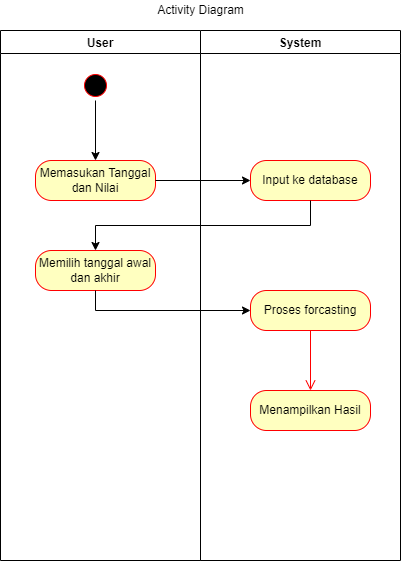 Activity Diagram
User
System
Memasukan Tanggal
dan Nilai
Input ke database
Memilih tanggal awal
dan akhir
Proses forcasting
Menampilkan Hasil